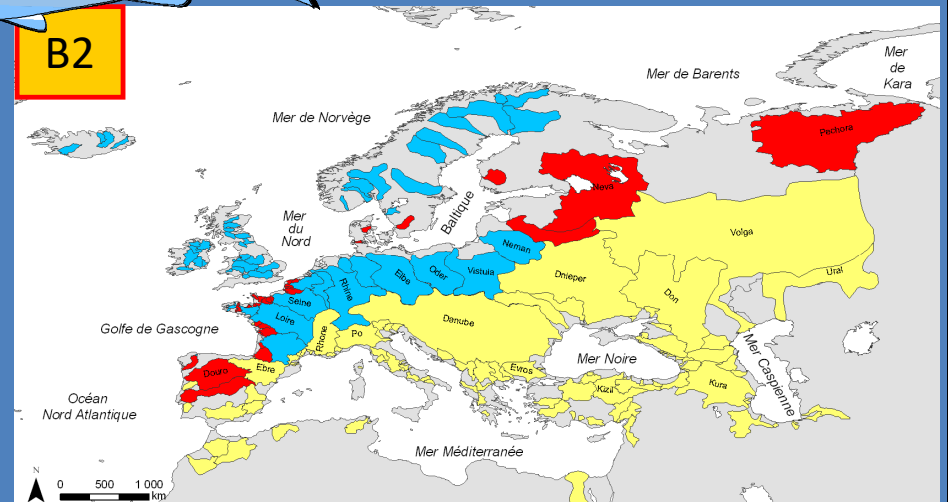 B2
Mer de Barents
Mer
de
Kara
Mer de Norvège
Pechora
Neva
Baltique
Mer
du
Nord
Volga
Neman
Vistula
Oder
Elbe
Rhine
Dnieper
Don
Ural
Seine
Loire
Danube
Golfe de Gascogne
Rhone
Po
Ebre
Douro
Evros
Mer Noire
Mer Caspienne
Kizil
Kura
Océan
Nord Atlantique
Mer Méditerranée
N
0 500 1 000
km